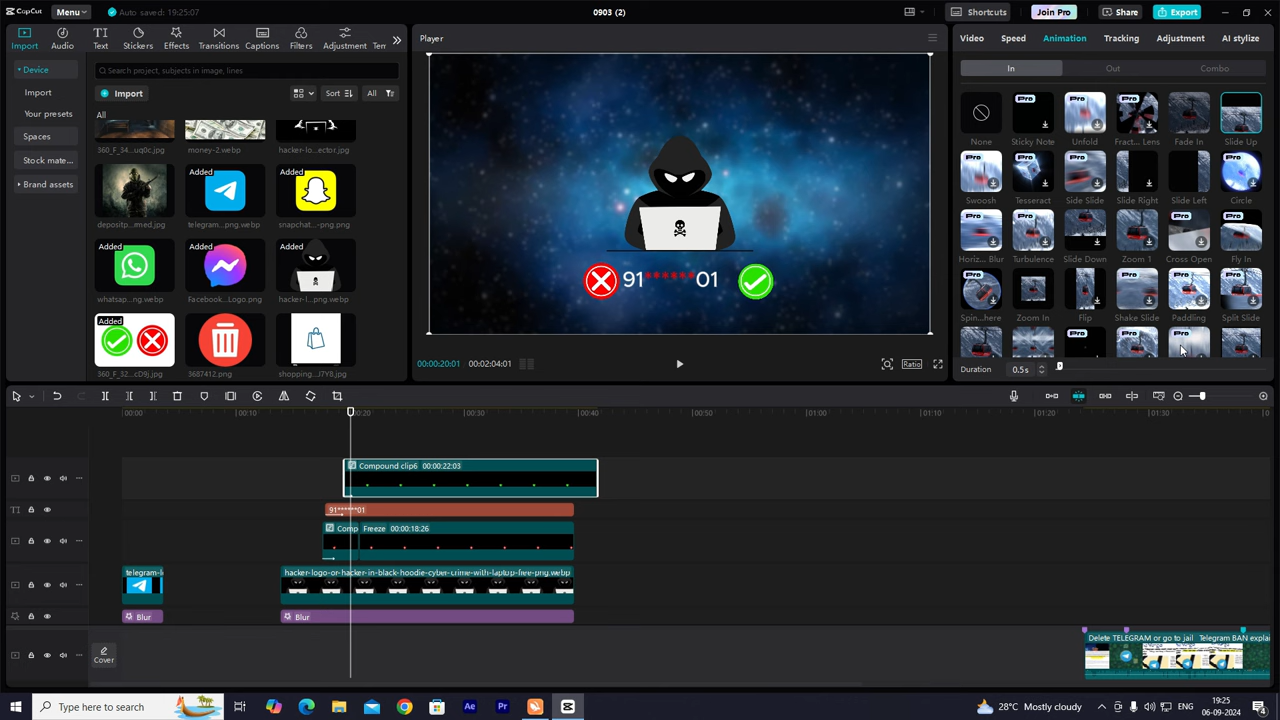 CapCut
Menu
Auto saved: 19:25:07
0903 (2)
Shortcuts
Join Pro
Share
Export
Import
Audio
Text
Stickers
Effects
Transitions
Captions
Filters
Adjustment
Device
Import
Your presets
Spaces
Stock mate...
Brand assets
Search project, subjects in image, lines
Import
Sort
All
All
360_F_34...uq0c.jpg
money-2.webp
hacker-lo...ector.jpg
Added
Added
depositp...rmed.jpg
telegram...png.webp
snapchat...-png.png
Added
Added
Added
whatsap...ng.webp
Facebook...Logo.png
hacker-l...png.webp
Added
360_F_32...cD9j.jpg
3687412.png
shopping...J7Y8.jpg
Player
91******01
00:00:20:01
00:02:04:01
Ratio
Video
Speed
Animation
Tracking
Adjustment
AI stylize
In
Out
Combo
None
Sticky Note
Unfold
Fract... Lens
Fade In
Slide Up
Swoosh
Tesseract
Side Slide
Slide Right
Slide Left
Circle
Horiz... Blur
Turbulence
Slide Down
Zoom 1
Cross Open
Fly In
Spin...here
Zoom In
Flip
Shake Slide
Paddling
Split Slide
Duration
0.5s
00:00
00:10
00:20
00:30
00:40
00:50
01:00
01:10
01:20
01:30
Compound clip6 00:00:22:03
91******01
Comp
Freeze 00:00:18:26
telegram-l
hacker-logo-or-hacker-in-black-hoodie-cyber-crime-with-laptop-free-png.webp
Blur
Blur
Cover
Delete TELEGRAM or go to jail
Telegram BAN explai
Type here to search
Ae
Pr
28°C Mostly cloudy
ENG
19:25
06-09-2024